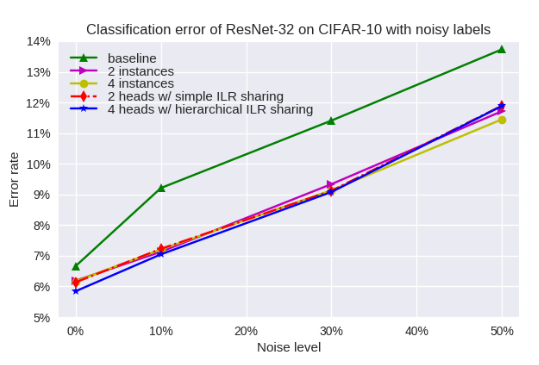 Classification error of ResNet-32 on CIFAR-10 with noisy labels
14%
13%
12%
11%
10%
9%
8%
7%
6%
5%
Error rate
baseline
2 instances
4 instances
2 heads w/ simple ILR sharing
4 heads w/ hierarchical ILR sharing
0%
10%
20%
30%
40%
50%
Noise level